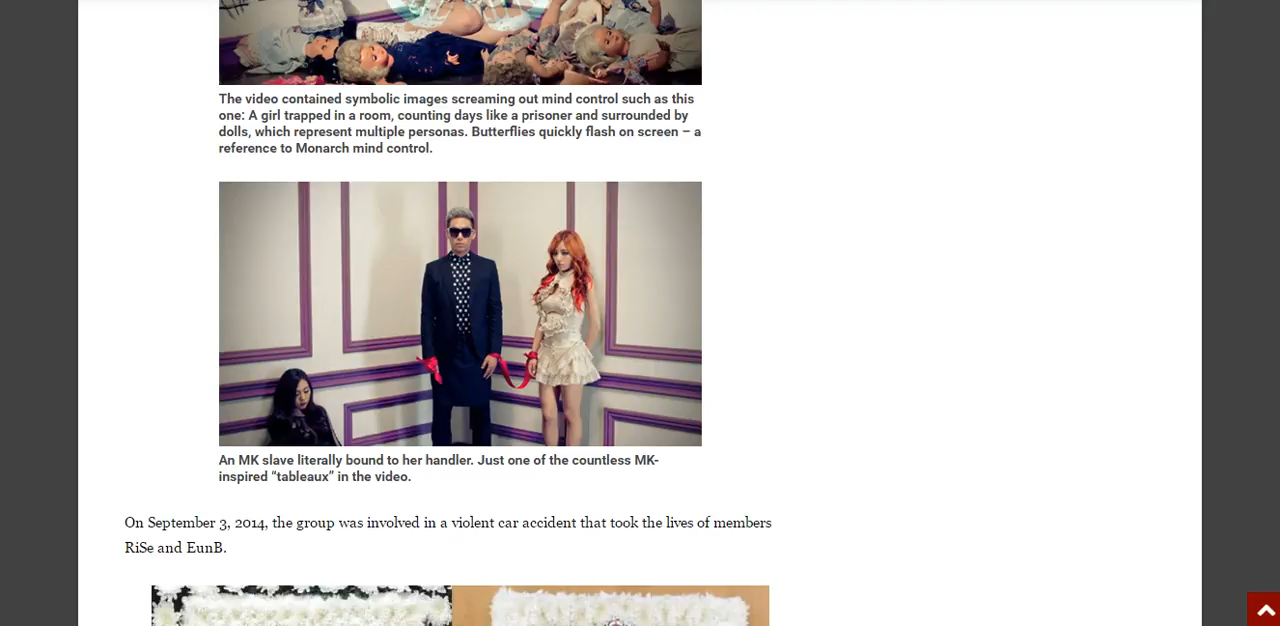 The video contained symbolic images screaming out mind control such as this
one: A girl trapped in a room, counting days like a prisoner and surrounded by
dolls, which represent multiple personas. Butterflies quickly flash on screen – a
reference to Monarch mind control.
An MK slave literally bound to her handler. Just one of the countless MK-
inspired “tableaux” in the video.
On September 3, 2014, the group was involved in a violent car accident that took the lives of members
RiSe and EunB.